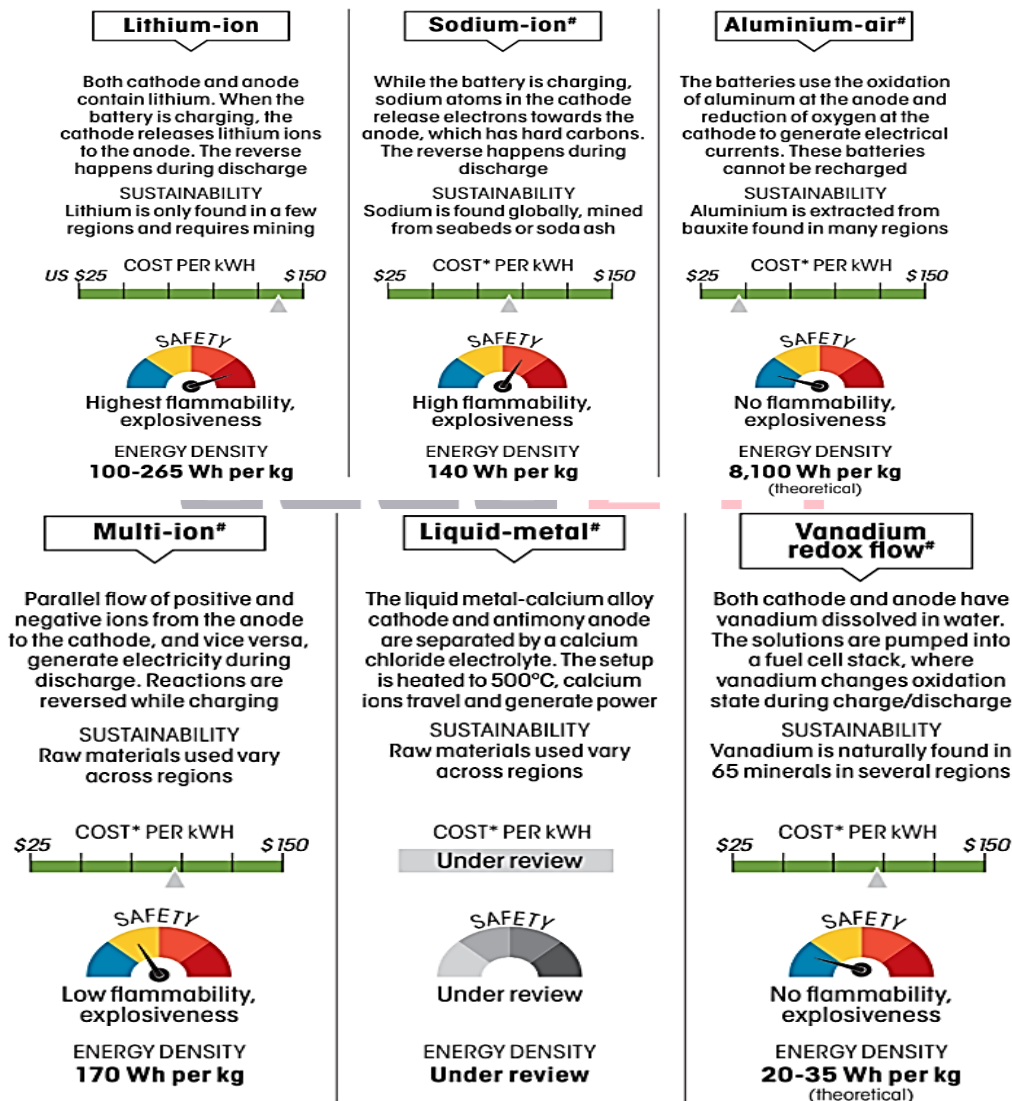 Lithium-ion
Both cathode and anode
contain lithium. When the
battery is charging, the
cathode releases lithium ions
to the anode. The reverse
happens during discharge
SUSTAINABILITY
Lithium is only found in a few
regions and requires mining
COST PER kWH
US $25
$150
SAFETY
Highest flammability,
explosiveness
ENERGY DENSITY
100-265 Wh per kg
Sodium-ion#
While the battery is charging,
sodium atoms in the cathode
release electrons towards the
anode, which has hard carbons.
The reverse happens during
discharge
SUSTAINABILITY
Sodium is found globally, mined
from seabeds or soda ash
COST* PER kWH
$25
$150
SAFETY
High flammability,
explosiveness
ENERGY DENSITY
140 Wh per kg
Aluminium-air#
The batteries use the oxidation
of aluminum at the anode and
reduction of oxygen at the
cathode to generate electrical
currents. These batteries
cannot be recharged
SUSTAINABILITY
Aluminium is extracted from
bauxite found in many regions
COST* PER kWH
$25
$150
SAFETY
No flammability,
explosiveness
ENERGY DENSITY
8,100 Wh per kg
(theoretical)
Multi-ion#
Parallel flow of positive and
negative ions from the anode
to the cathode, and vice versa,
generate electricity during
discharge. Reactions are
reversed while charging
SUSTAINABILITY
Raw materials used vary
across regions
COST* PER kWH
$25
$150
SAFETY
Low flammability,
explosiveness
ENERGY DENSITY
170 Wh per kg
Liquid-metal#
The liquid metal-calcium alloy
cathode and antimony anode
are separated by a calcium
chloride electrolyte. The setup
is heated to 500°C, calcium
ions travel and generate power
SUSTAINABILITY
Raw materials used vary
across regions
COST* PER kWH
Under review
SAFETY
Under review
ENERGY DENSITY
Under review
Vanadium
redox flow#
Both cathode and anode have
vanadium dissolved in water.
The solutions are pumped into
a fuel cell stack, where
vanadium changes oxidation
state during charge/discharge
SUSTAINABILITY
Vanadium is naturally found in
65 minerals in several regions
COST* PER kWH
$25
$150
SAFETY
No flammability,
explosiveness
ENERGY DENSITY
20-35 Wh per kg
(theoretical)